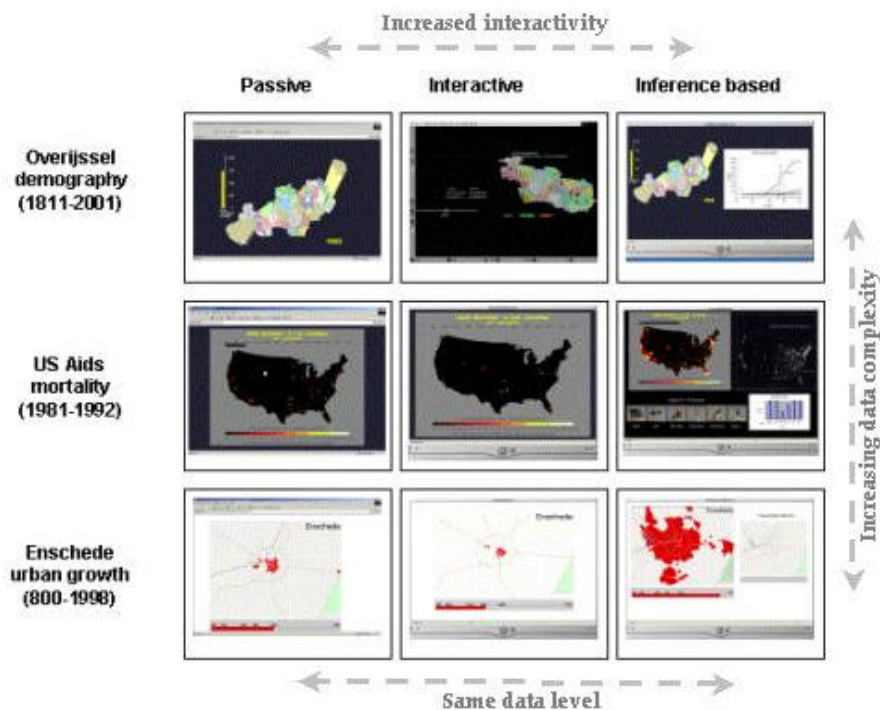 Increased interactivity
Passive
Interactive
Inference based
Overijssel
demography
(1811-2001)
US Aids
mortality
(1981-1992)
Enschede
Enschede
Enschede
urban growth
(800-1998)
Increasing data complexity
Same data level